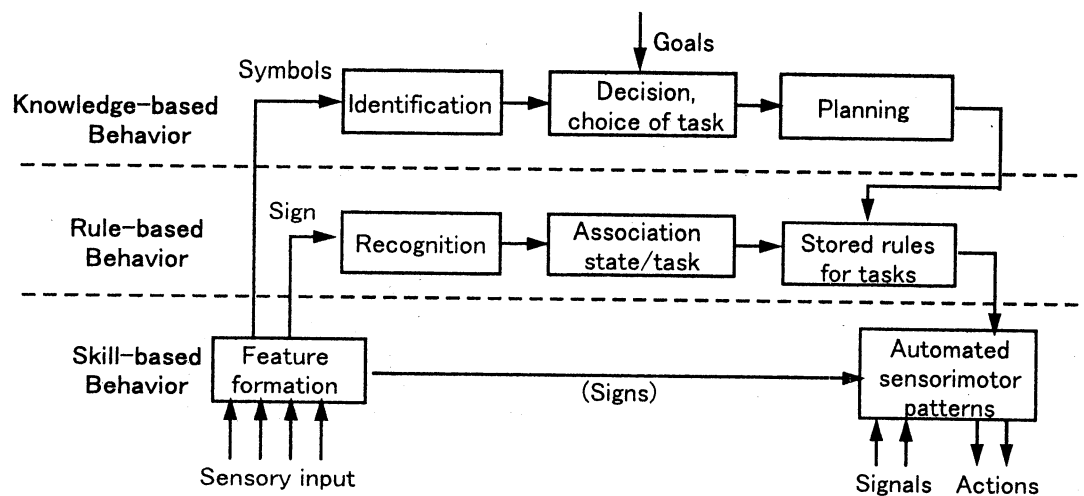 Goals
Symbols
Knowledge-based
Behavior
Identification
Decision,
choice of task
Planning
Sign
Rule-based
Behavior
Recognition
Association
state/task
Stored rules
for tasks
Skill-based
Behavior
Feature
formation
(Signs)
Automated
sensorimotor
patterns
Sensory input
Signals
Actions